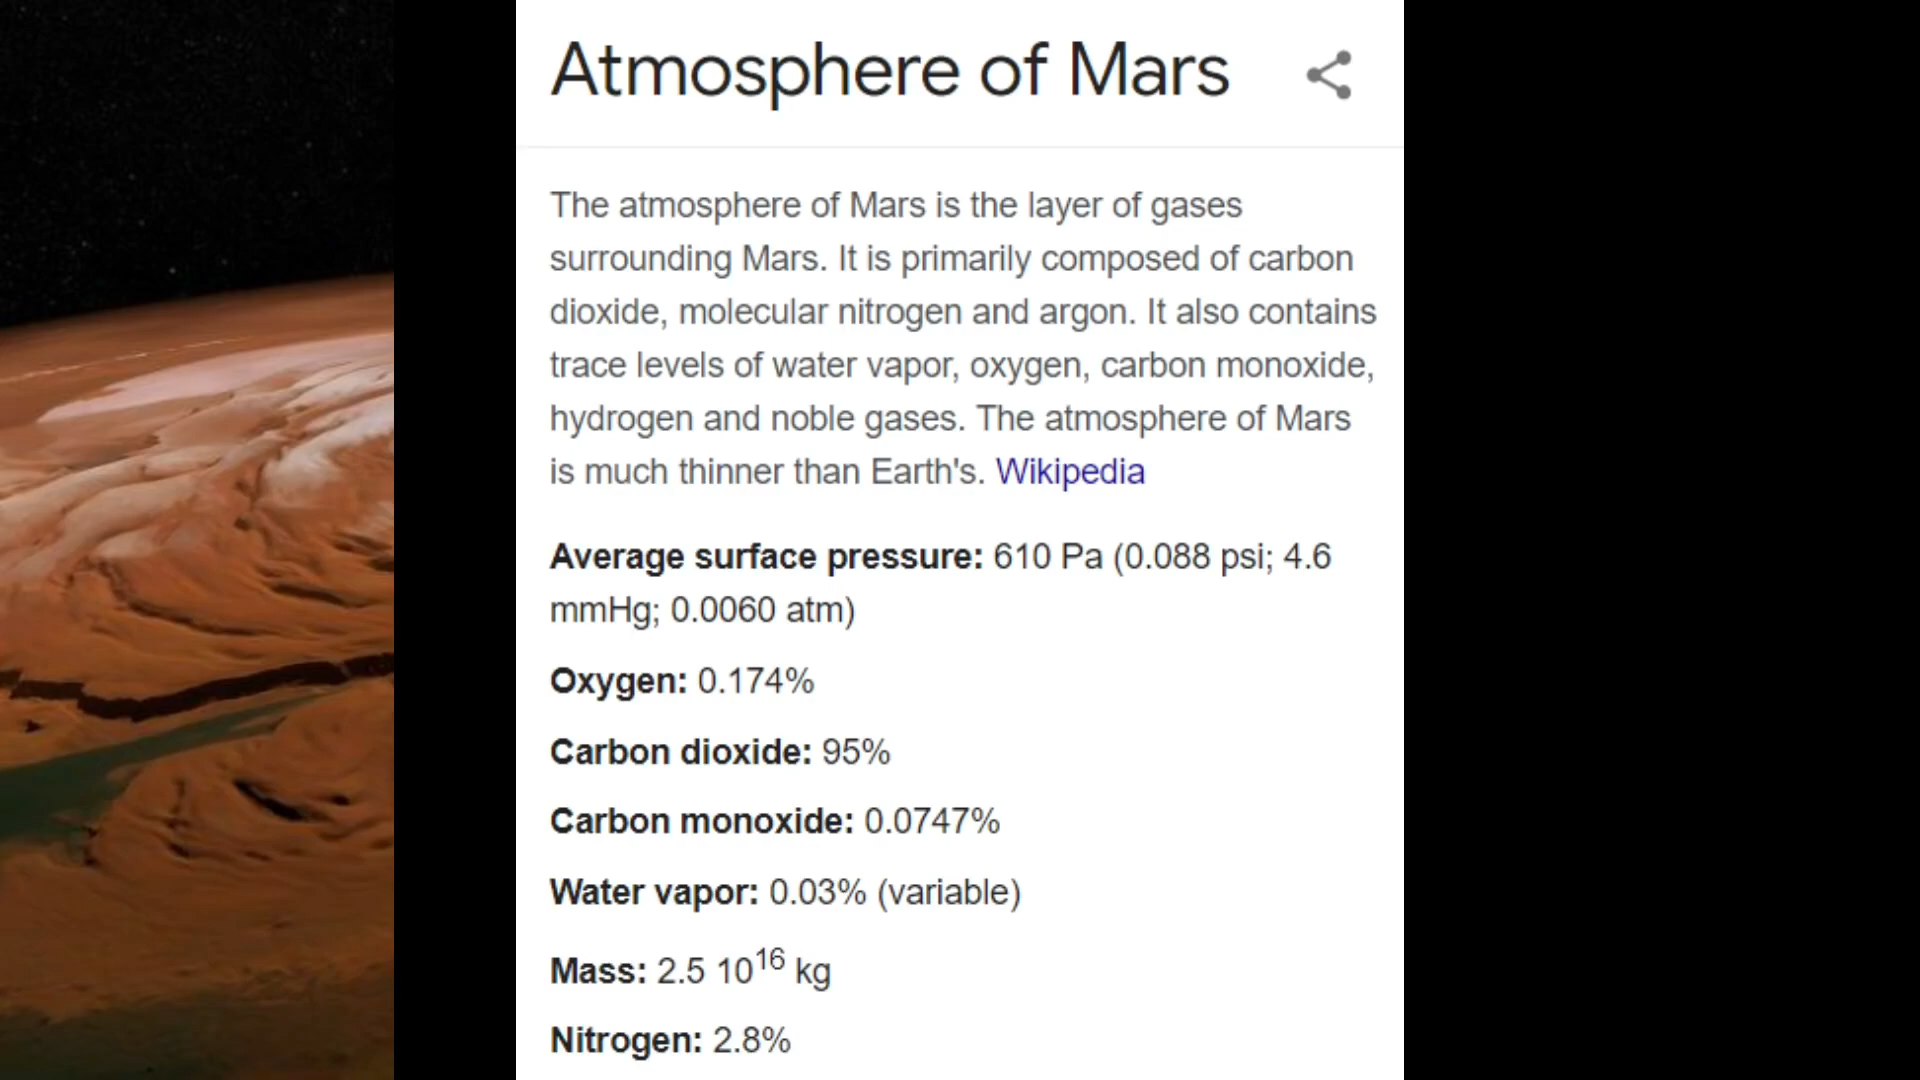 Atmosphere of Mars
The atmosphere of Mars is the layer of gases
surrounding Mars. It is primarily composed of carbon
dioxide, molecular nitrogen and argon. It also contains
trace levels of water vapor, oxygen, carbon monoxide,
hydrogen and noble gases. The atmosphere of Mars
is much thinner than Earth's. Wikipedia
Average surface pressure: 610 Pa (0.088 psi; 4.6
mmHg; 0.0060 atm)
Oxygen: 0.174%
Carbon dioxide: 95%
Carbon monoxide: 0.0747%
Water vapor: 0.03% (variable)
Mass: 2.5 10¹⁶ kg
Nitrogen: 2.8%